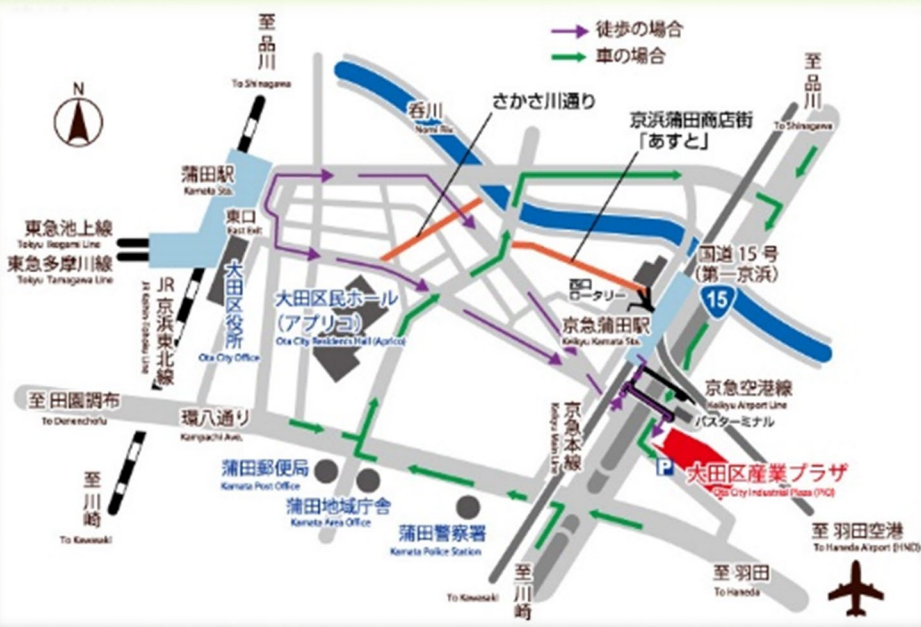 至品川
To Shinagawa
徒歩の場合
車の場合
至品川
To Shinagawa
N
呑川
Nomi Riv.
さかさ川通り
京浜蒲田商店街
「あすと」
蒲田駅
Kamata Sta.
東口
East Exit
東急池上線
Tokyu Ikegami Line
東急多摩川線
Tokyu Tamagawa Line
JR京浜東北線
JR Keihin-Tohoku Line
大田区役所
Ota City Office
大田区民ホール
(アプリコ)
Ota City Residents Hall (Aprico)
国道15号
(第一京浜)
15
西口
ロータリー
京急蒲田駅
Keikyu Kamata Sta.
京急空港線
Keikyu Airport Line
バスターミナル
至 田園調布
To Denenchofu
環八通り
Kampachi Ave.
京急本線
Keikyu Main Line
P
大田区産業プラザ
Ota City Industrial Plaza (PiO)
蒲田郵便局
Kamata Post Office
蒲田地域庁舎
Kamata Area Office
蒲田警察署
Kamata Police Station
至川崎
To Kawasaki
至川崎
To Kawasaki
至 羽田
To Haneda
至 羽田空港
To Haneda Airport (HND)